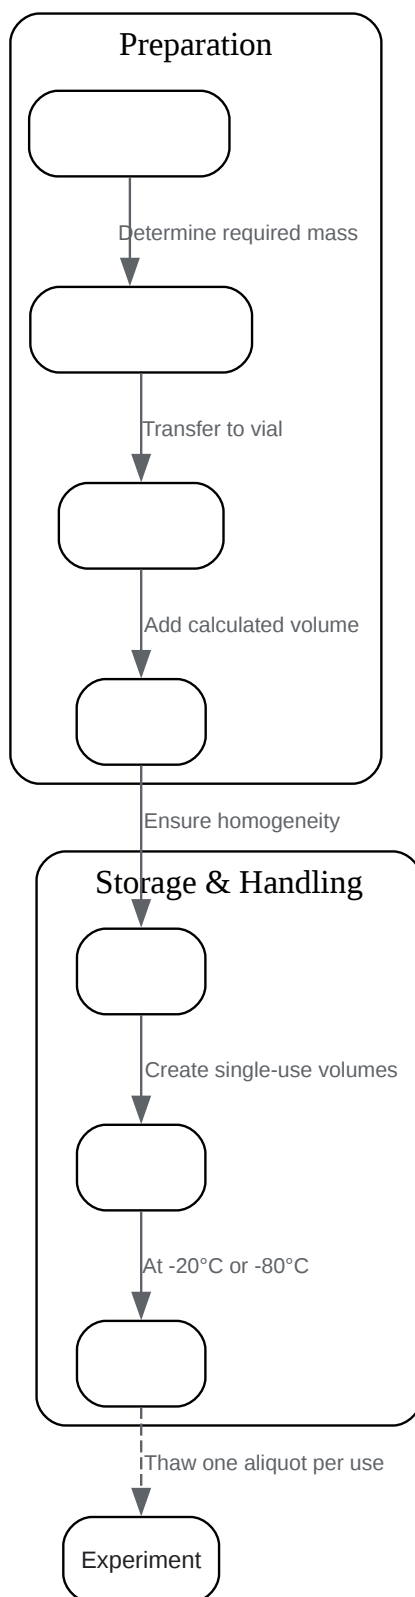 Preparation
Determine required mass
Transfer to vial
Add calculated volume
Ensure homogeneity
Storage & Handling
Create single-use volumes
At -20°C or -80°C
Thaw one aliquot per use
Experiment